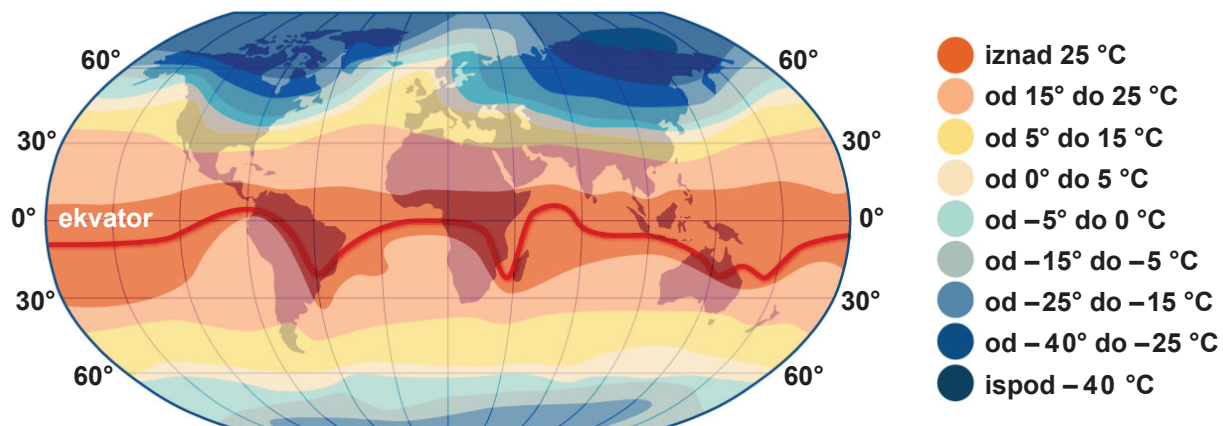 60°
60°
30°
30°
0°
ekvator
0°
30°
30°
60°
60°
iznad 25 °C
od 15° do 25 °C
od 5° do 15 °C
od 0° do 5 °C
od –5° do 0 °C
od –15° do –5 °C
od –25° do –15 °C
od –40° do –25 °C
ispod –40 °C